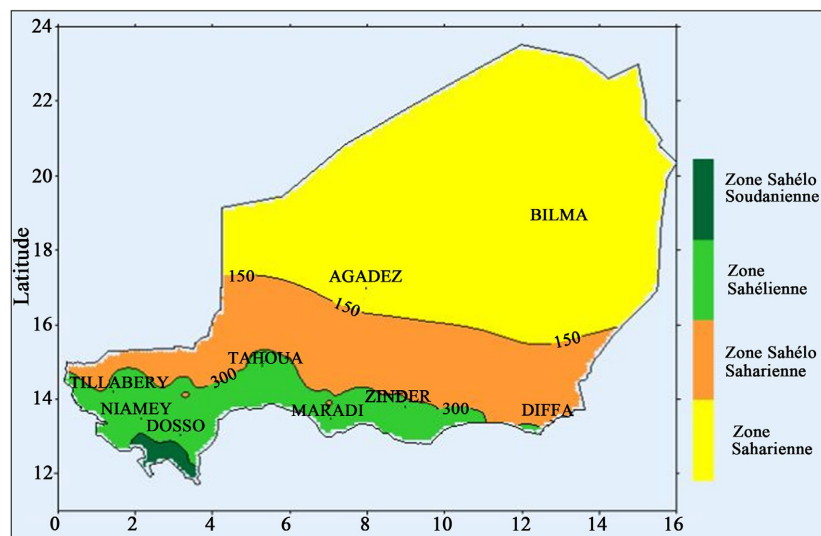 24
22
20
18
16
14
12
Latitude
0
2
4
6
8
10
12
14
16
BILMA
AGADEZ
150
150
150
TAHOUA
300
TILLABERY
ZINDER
NIAMEY
MARADI
300
DIFFA
DOSSO
Zone Sahélo
Soudanienne
Zone
Sahélienne
Zone Sahélo
Saharienne
Zone
Saharienne